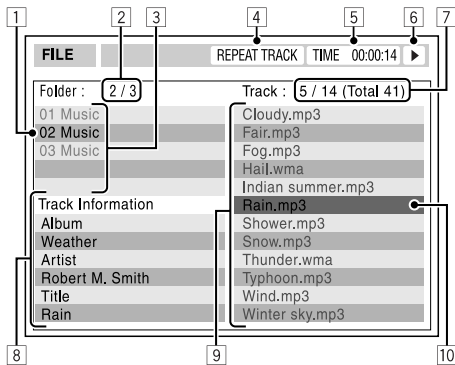 1 2 3 4 5 6 7
FILE REPEAT TRACK TIME 00:00:14
Folder : 2 / 3 Track : 5 / 14 (Total 41)
01 Music
02 Music
03 Music
Cloudy.mp3
Fair.mp3
Fog.mp3
Hail.wma
Indian summer.mp3
Rain.mp3
Shower.mp3
Snow.mp3
Thunder.wma
Typhoon.mp3
Wind.mp3
Winter sky.mp3
Track Information
Album
Weather
Artist
Robert M. Smith
Title
Rain
8 9 10